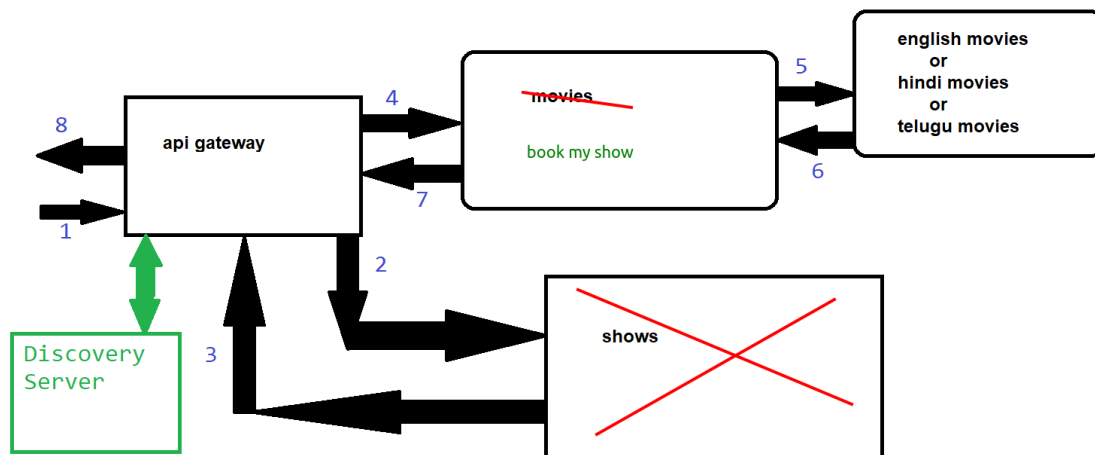 english movies
or
hindi movies
or
telugu movies
5
6
movies
book my show
4
7
api gateway
8
1
2
3
Discovery
Server
shows